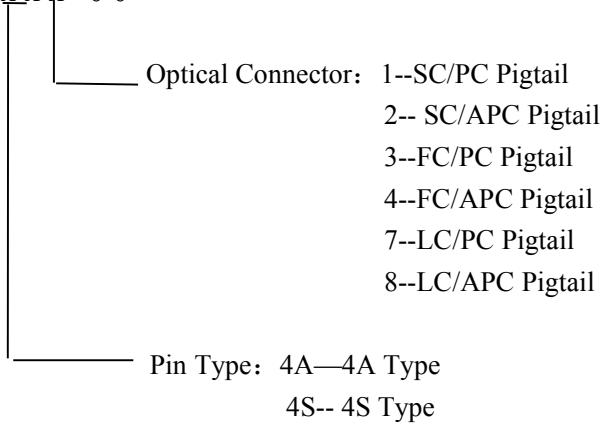 Optical Connector：1--SC/PC Pigtail
2-- SC/APC Pigtail
3--FC/PC Pigtail
4--FC/APC Pigtail
7--LC/PC Pigtail
8--LC/APC Pigtail
Pin Type：4A—4A Type
4S-- 4S Type